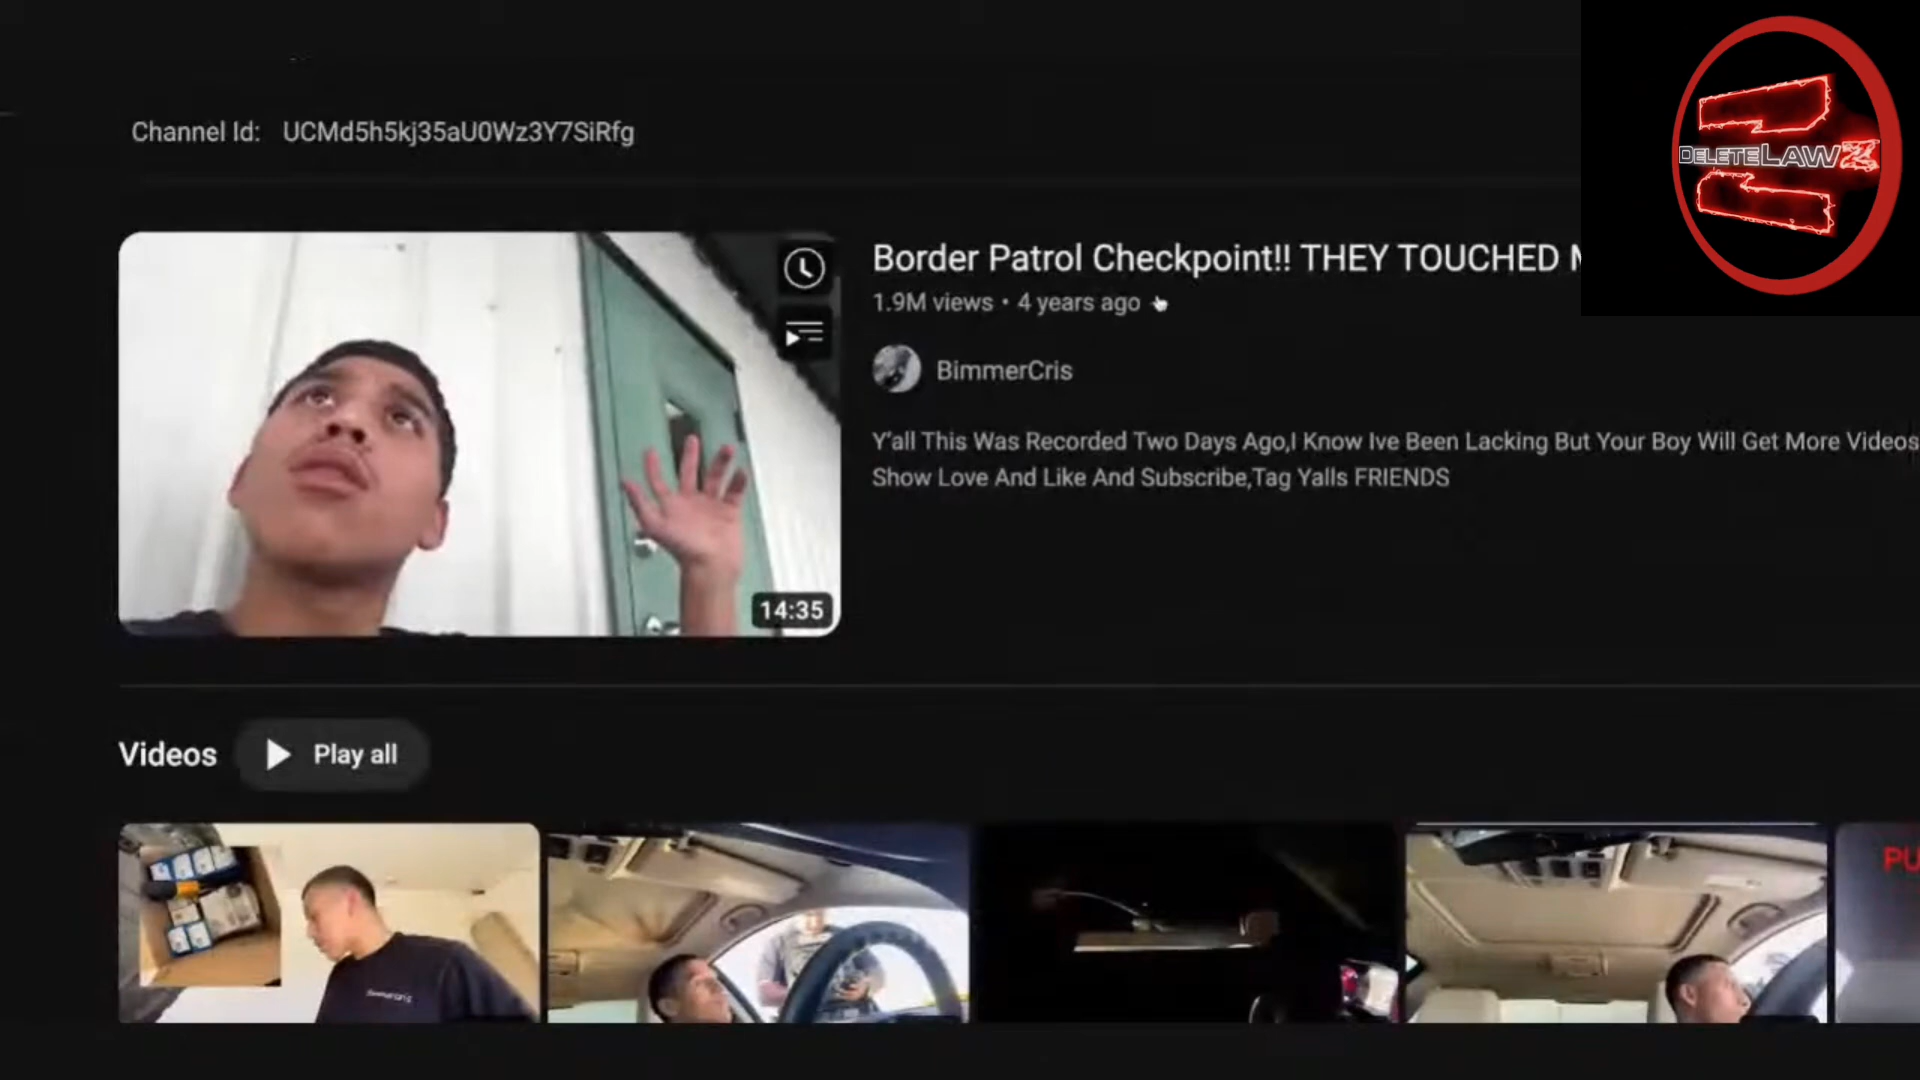 Channel Id: UCMd5h5kj35aU0Wz3Y7SiRfg
DELETELAWZ
Border Patrol Checkpoint!! THEY TOUCHED
1.9M views • 4 years ago
BimmerCris
Y'all This Was Recorded Two Days Ago,I Know Ive Been Lacking But Your Boy Will Get More Videos
Show Love And Like And Subscribe,Tag Yalls FRIENDS
14:35
Videos
Play all
PU